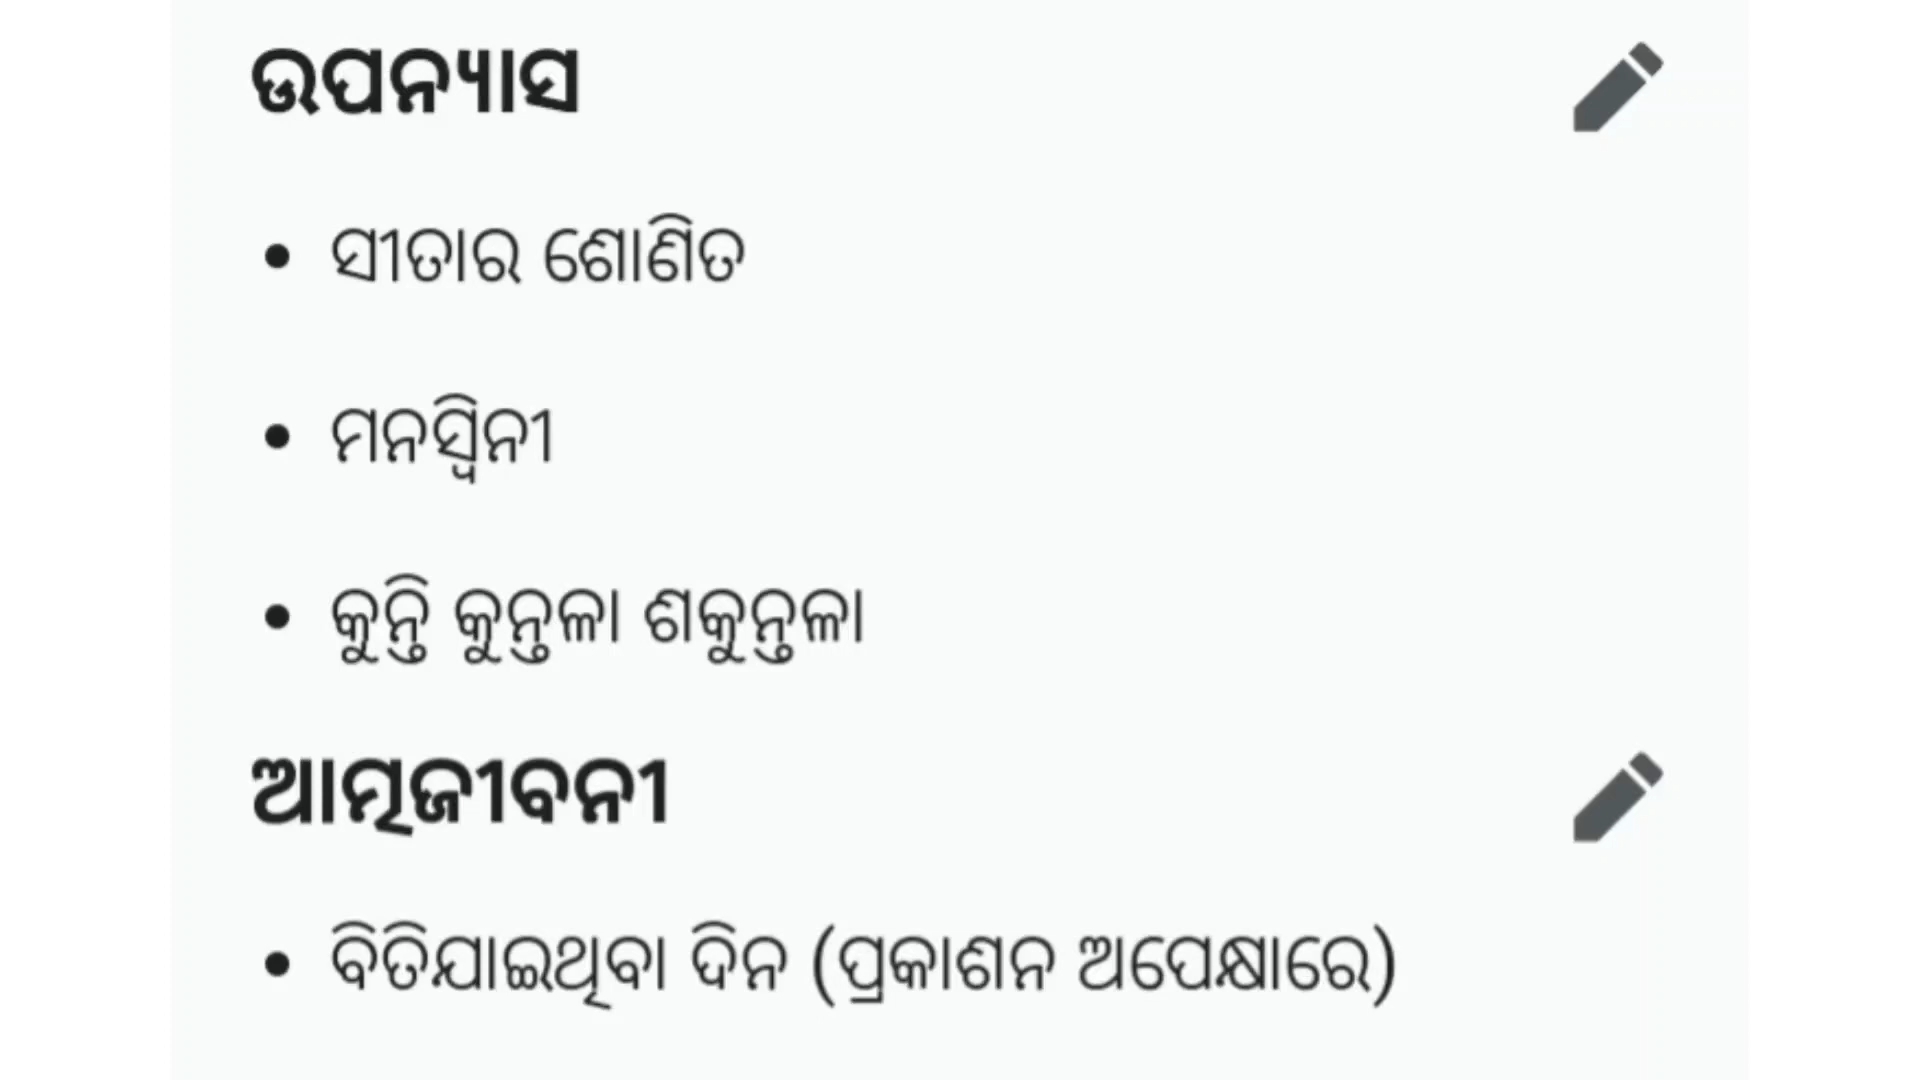 ଉପନ୍ୟାସ
• ସୀତାର ଶୋଣିତ
• ମନସ୍ୱିନୀ
• କୁନ୍ତି କୁନ୍ତଳା ଶକୁନ୍ତଳା
ଆତ୍ମଜୀବନୀ
• ବିତିଯାଇଥିବା ଦିନ (ପ୍ରକାଶନ ଅପେକ୍ଷାରେ)